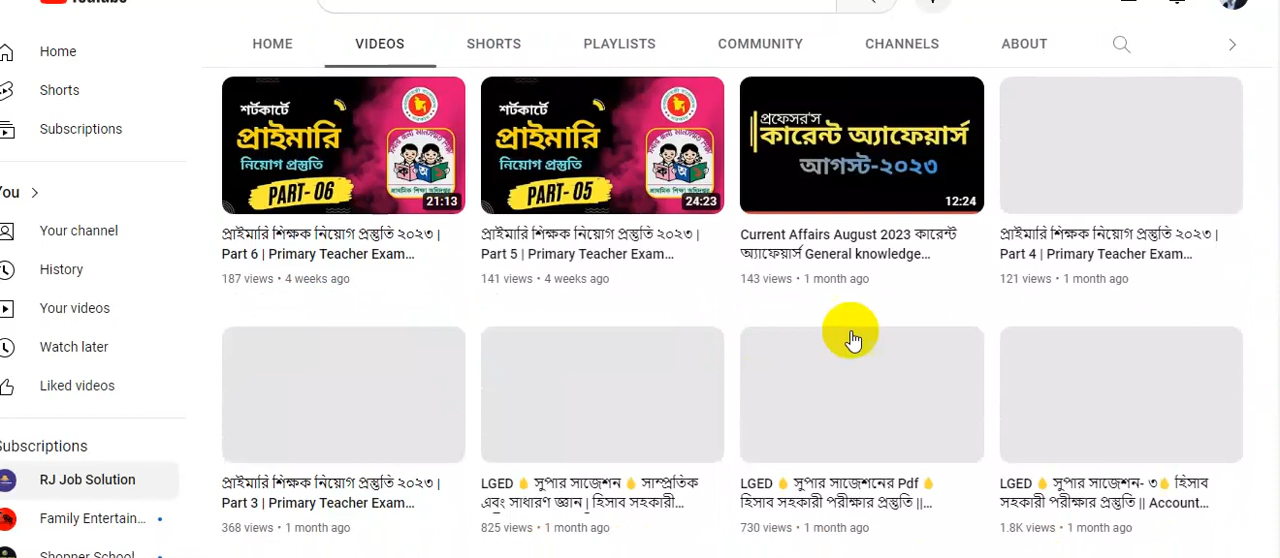 HOME VIDEOS SHORTS PLAYLISTS COMMUNITY CHANNELS ABOUT
Home
Shorts
Subscriptions
You
Your channel
History
Your videos
Watch later
Liked videos
Subscriptions
RJ Job Solution
Family Entertain...
শর্টকার্টে
প্রাইমারি
নিয়োগ প্রস্তুতি
PART- 06
21:13
প্রাইমারি শিক্ষক নিয়োগ প্রস্তুতি ২০২৩ |
Part 6 | Primary Teacher Exam...
187 views • 4 weeks ago
শর্টকার্টে
প্রাইমারি
নিয়োগ প্রস্তুতি
PART- 05
24:23
প্রাইমারি শিক্ষক নিয়োগ প্রস্তুতি ২০২৩ |
Part 5 | Primary Teacher Exam...
141 views • 4 weeks ago
প্রফেসর'স
কারেন্ট অ্যাফেয়ার্স
আগস্ট-২০২৩
12:24
Current Affairs August 2023 কারেন্ট
অ্যাফেয়ার্স General knowledge...
143 views • 1 month ago
প্রাইমারি শিক্ষক নিয়োগ প্রস্তুতি ২০২৩ |
Part 4 | Primary Teacher Exam...
121 views • 1 month ago
প্রাইমারি শিক্ষক নিয়োগ প্রস্তুতি ২০২৩ |
Part 3 | Primary Teacher Exam...
368 views • 1 month ago
LGED সুপার সাজেশন সাম্প্রতিক
এবং সাধারণ জ্ঞান | হিসাব সহকারী...
825 views • 1 month ago
LGED সুপার সাজেশনের Pdf
হিসাব সহকারী পরীক্ষার প্রস্তুতি ||...
730 views • 1 month ago
LGED সুপার সাজেশন- ৩ হিসাব
সহকারী পরীক্ষার প্রস্তুতি || Account...
1.8K views • 1 month ago